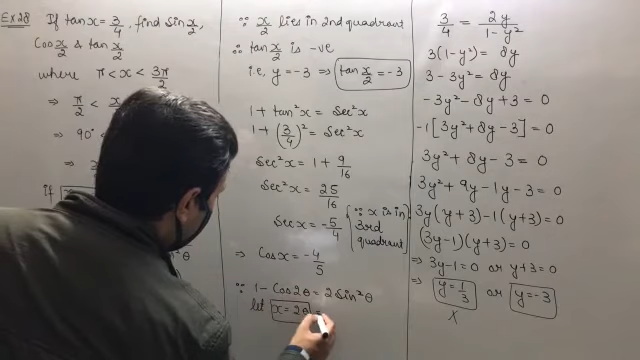 Ex 28 If tan x = 3/4, find Sin x/2,
Cos x/2 & tan x/2
where π < x < 3π/2
⇒ π/2 < x
⇒ 90° <
⇒
if
∵ x/2 lies in 2nd quadrant
∴ tan x/2 is -ve
i.e, y = -3 ⇒ tan x/2 = -3
1 + tan²x = Sec²x
1 + (3/4)² = Sec²x
Sec²x = 1 + 9/16
Sec²x = 25/16
Sec x = -5/4 { ∵ x is in 3rd quadrant
⇒ Cos x = -4/5
∵ 1 - Cos 2θ = 2 Sin²θ
let x = 2θ =
3/4 = 2y/1-y²
3(1-y²) = 8y
3 - 3y² = 8y
-3y² - 8y + 3 = 0
-1[3y² + 8y - 3] = 0
3y² + 8y - 3 = 0
3y² + 9y - 1y - 3 = 0
3y(y+3) - 1(y+3) = 0
(3y-1)(y+3) = 0
⇒ 3y-1 = 0 or y+3 = 0
⇒ y = 1/3 or y = -3
x